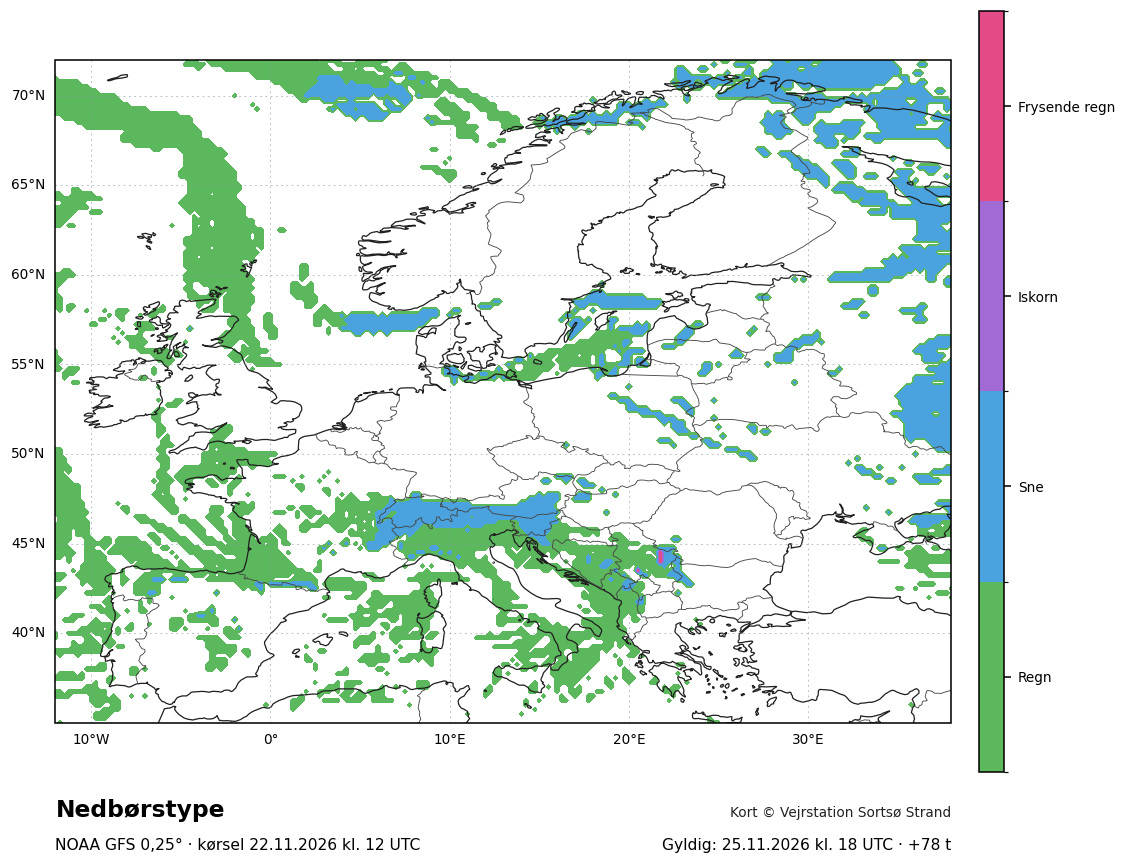 Frysende regn
Iskorn
Sne
Regn
70°N
65°N
60°N
55°N
50°N
45°N
40°N
10°W 0° 10°E 20°E 30°E
Nedbørstype
Kort © Vejrstation Sortsø Strand
NOAA GFS 0,25° · kørsel 22.11.2026 kl. 12 UTC
Gyldig: 25.11.2026 kl. 18 UTC · +78 t